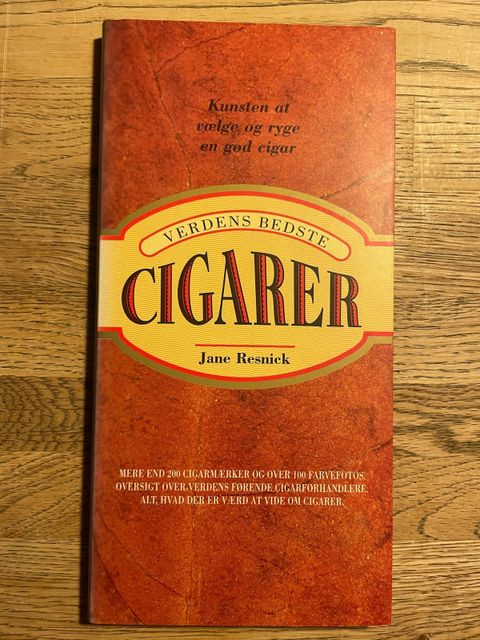 Kunsten at
vælge og ryge
en god cigar
VERDENS BEDSTE
CIGARER
Jane Resnick
MERE END 200 CIGARMÆRKER OG OVER 100 FARVEFOTOS.
OVERSIGT OVER VERDENS FØRENDE CIGARFORHANDLERE.
ALT, HVAD DER ER VÆRD AT VIDE OM CIGARER.